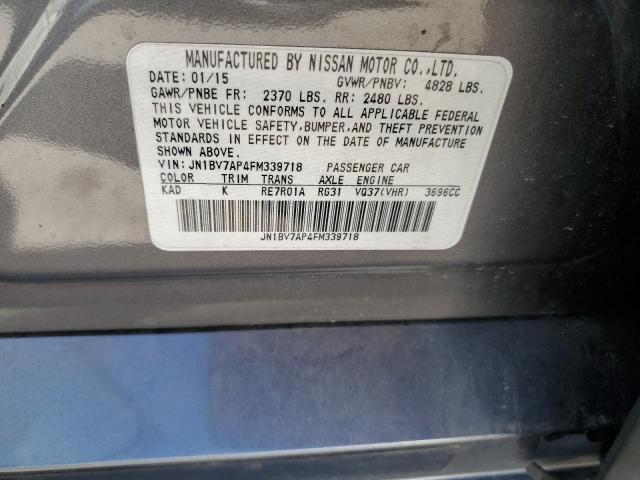 MANUFACTURED BY NISSAN MOTOR CO.,LTD.
DATE: 01/15 GVWR/PNBV: 4828 LBS.
GAWR/PNBE FR: 2370 LBS. RR: 2480 LBS.
THIS VEHICLE CONFORMS TO ALL APPLICABLE FEDERAL
MOTOR VEHICLE SAFETY,BUMPER,AND THEFT PREVENTION
STANDARDS IN EFFECT ON THE DATE OF MANUFACTURE
SHOWN ABOVE.
VIN: JN1BV7AP4FM339718 PASSENGER CAR
COLOR TRIM TRANS AXLE ENGINE
KAD K RE7R01A RG31 VQ37(VHR) 3696CC
JN1BV7AP4FM339718